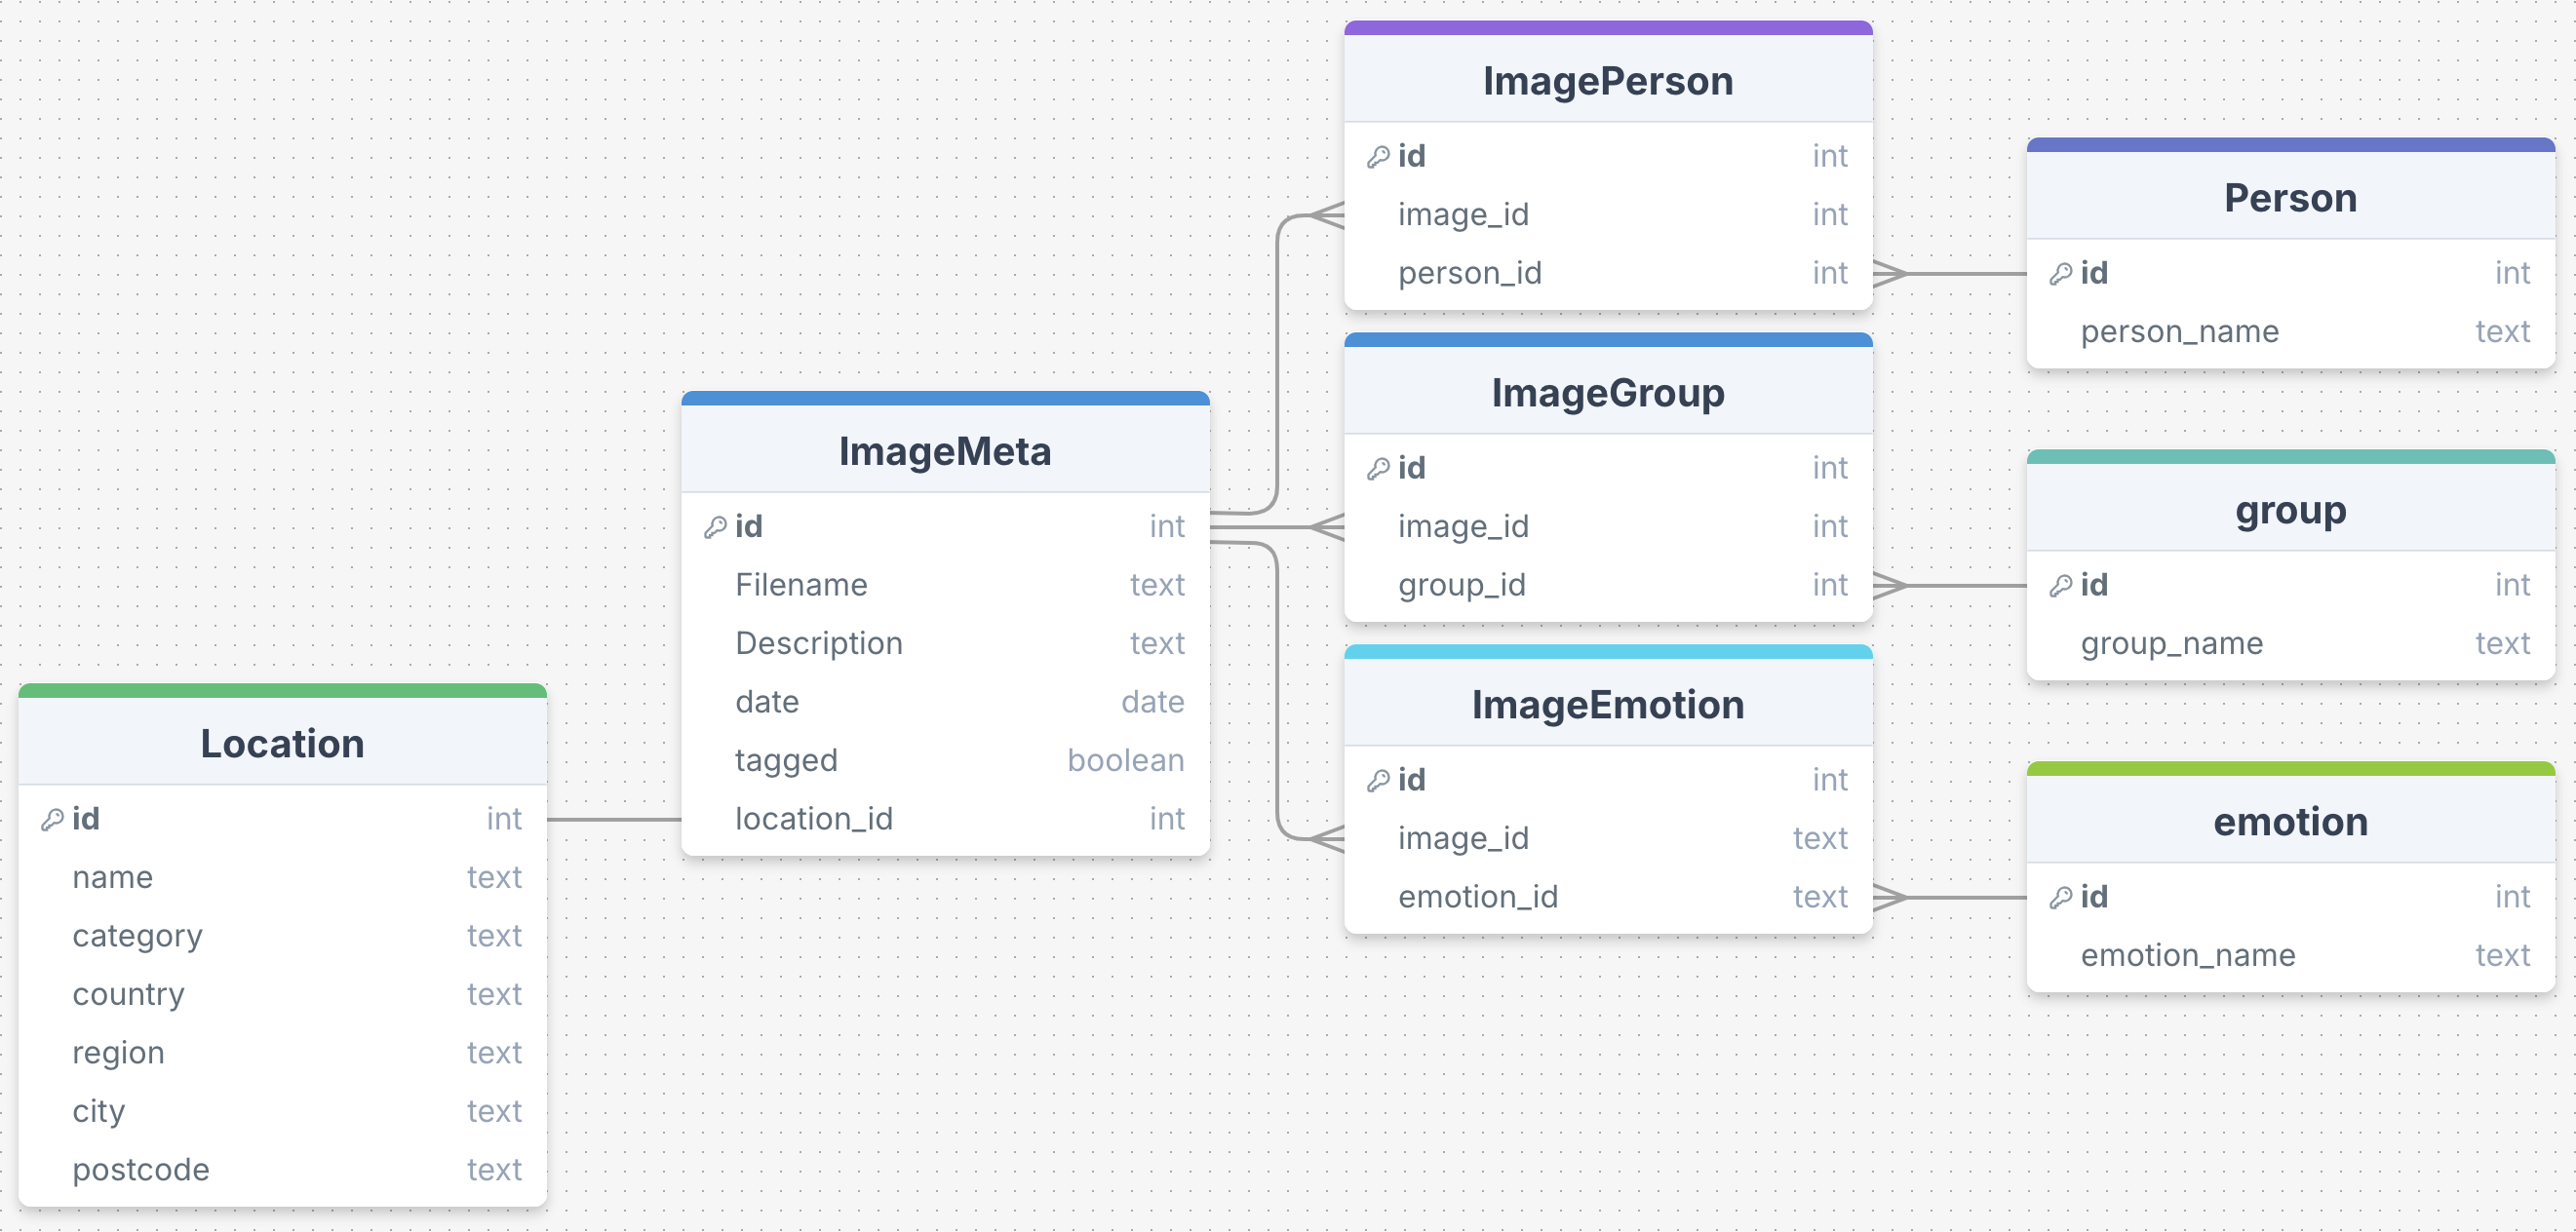 ImagePerson
id int
image_id int
person_id int
Person
id int
person_name text
ImageGroup
id int
image_id int
group_id int
group
id int
group_name text
ImageMeta
id int
Filename text
Description text
date date
tagged boolean
location_id int
ImageEmotion
id int
image_id text
emotion_id text
emotion
id int
emotion_name text
Location
id int
name text
category text
country text
region text
city text
postcode text